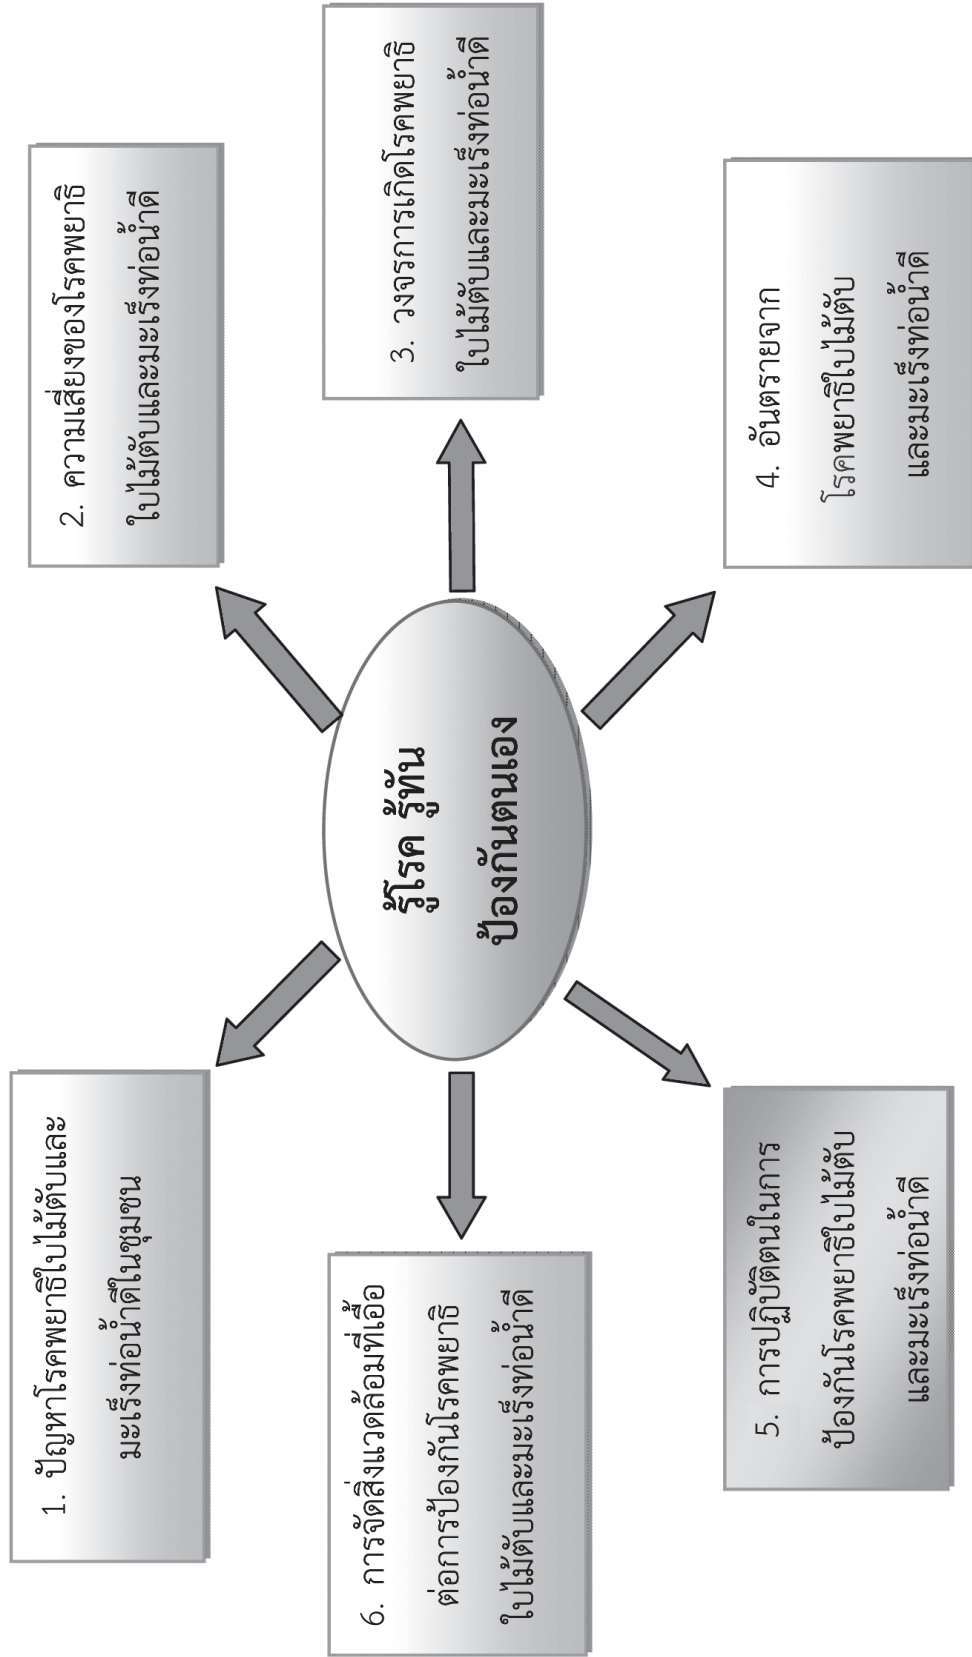 รู้โรค รู้ทัน
ป้องกันตนเอง
1. ปัญหาโรคพยาธิใบไม้ตับและ
มะเร็งท่อน้ำดีในชุมชน
2. ความเสี่ยงของโรคพยาธิ
ใบไม้ตับและมะเร็งท่อน้ำดี
3. วงจรการเกิดโรคพยาธิ
ใบไม้ตับและมะเร็งท่อน้ำดี
4. อันตรายจาก
โรคพยาธิใบไม้ตับ
และมะเร็งท่อน้ำดี
5. การปฏิบัติตนในการ
ป้องกันโรคพยาธิใบไม้ตับ
และมะเร็งท่อน้ำดี
6. การจัดสิ่งแวดล้อมที่เอื้อ
ต่อการป้องกันโรคพยาธิ
ใบไม้ตับและมะเร็งท่อน้ำดี